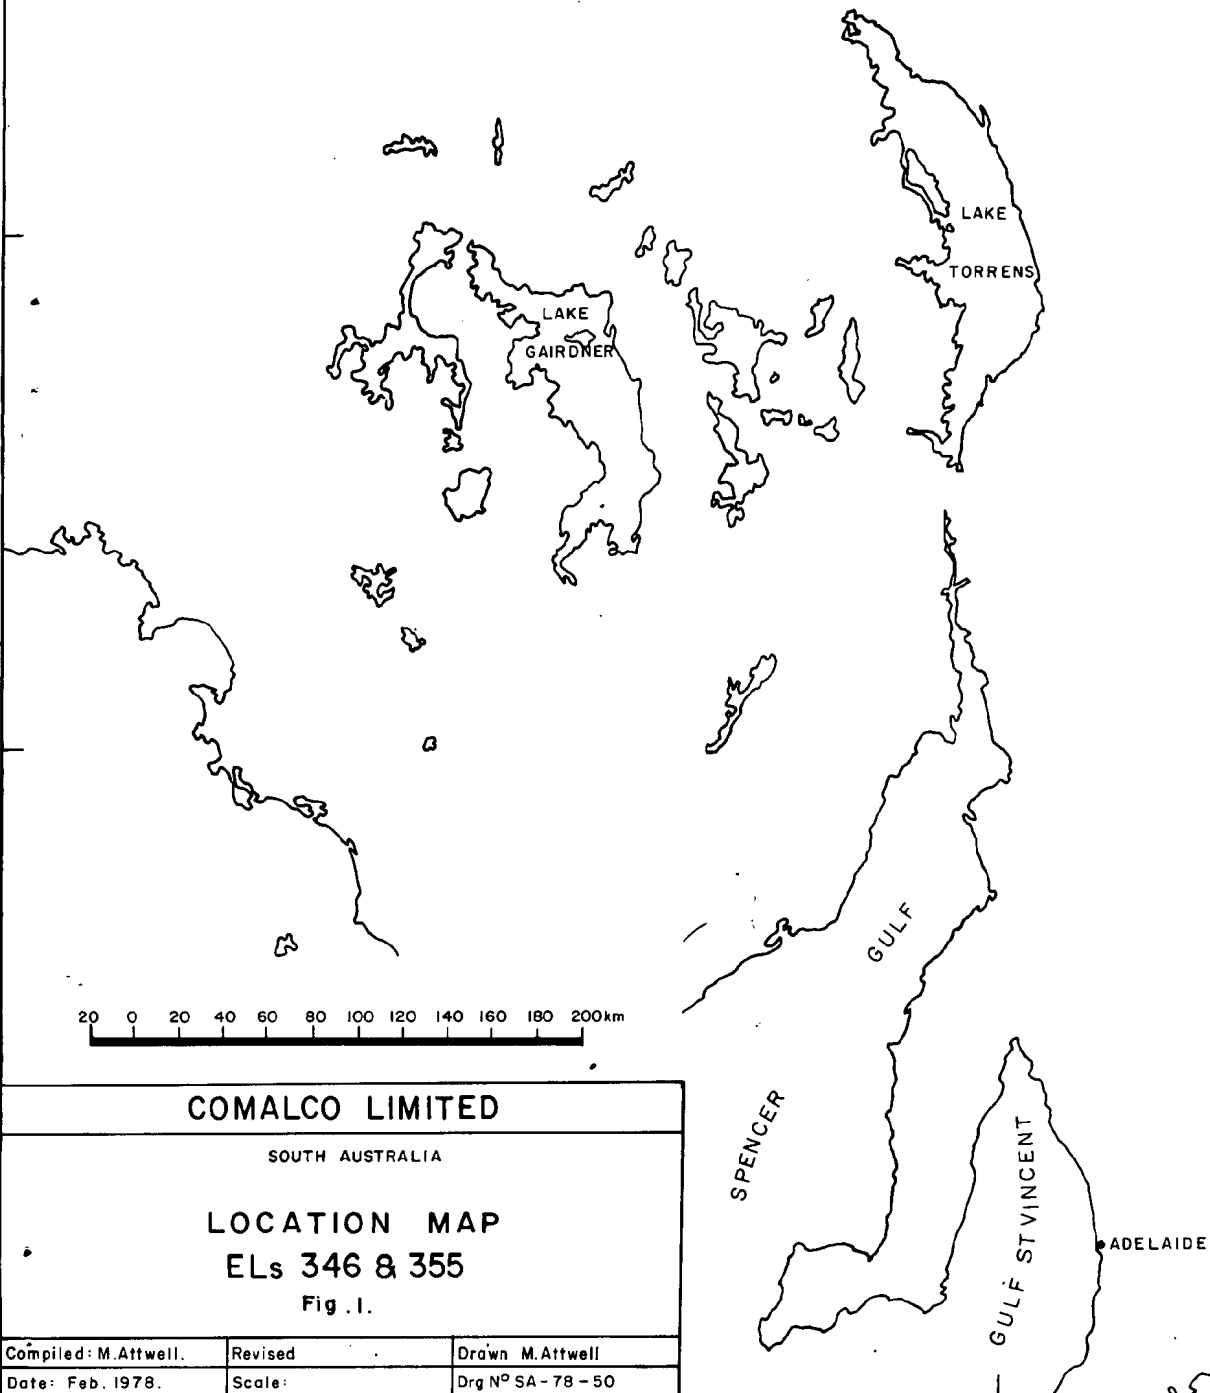 LAKE
TORRENS
LAKE
GAIRDNER
GULF
SPENCER
GULF ST VINCENT
ADELAIDE
20 0 20 40 60 80 100 120 140 160 180 200km
COMALCO LIMITED
SOUTH AUSTRALIA
LOCATION MAP
ELs 346 & 355
Fig. 1.
Compiled: M. Attwell. Revised Drawn M. Attwell
Date: Feb. 1978. Scale: Drg Nº SA-78-50